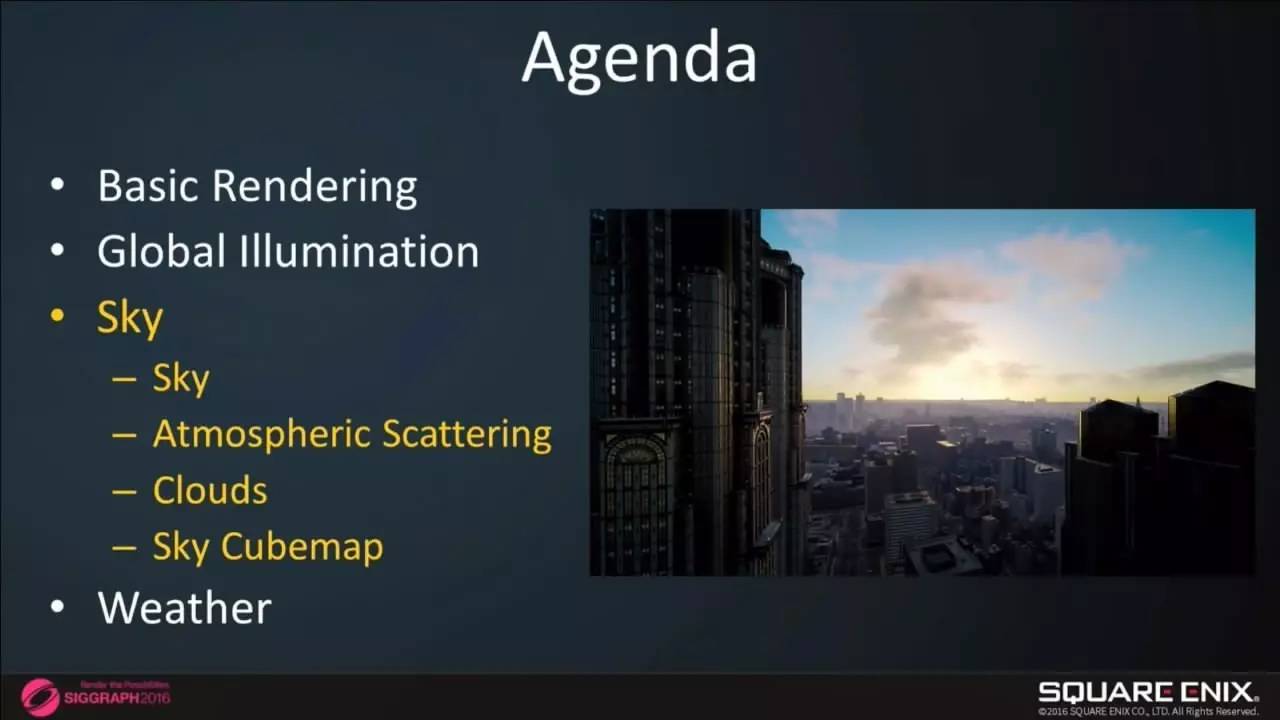 Agenda
• Basic Rendering
• Global Illumination
• Sky
– Sky
– Atmospheric Scattering
– Clouds
– Sky Cubemap
• Weather
Render the Possibilities
SIGGRAPH2016
SQUARE ENIX.
©2016 SQUARE ENIX CO., LTD. All Rights Reserved.